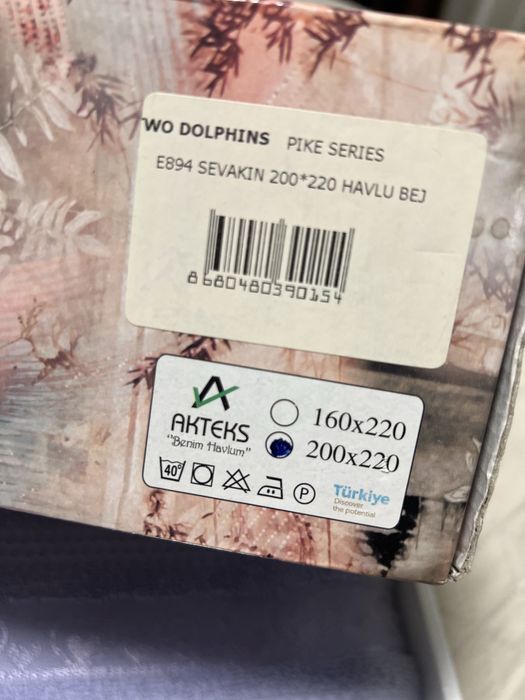 WO DOLPHINS PIKE SERIES
E894 SEVAKIN 200*220 HAVLU BEJ
8680480390154
AKTEKS
"Benim Havlum"
160x220
200x220
40°
P
Türkiye
Discover
the potential